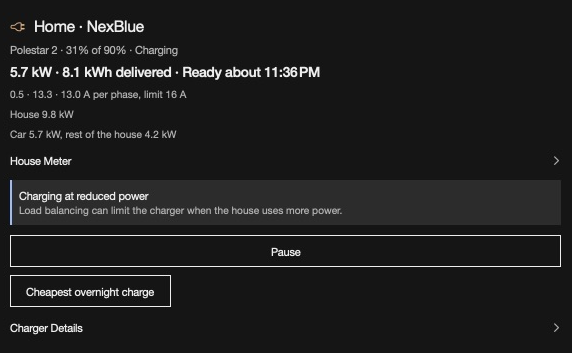 Home · NexBlue
Polestar 2 · 31% of 90% · Charging
5.7 kW · 8.1 kWh delivered · Ready about 11:36 PM
0.5 · 13.3 · 13.0 A per phase, limit 16 A
House 9.8 kW
Car 5.7 kW, rest of the house 4.2 kW
House Meter
Charging at reduced power
Load balancing can limit the charger when the house uses more power.
Pause
Cheapest overnight charge
Charger Details